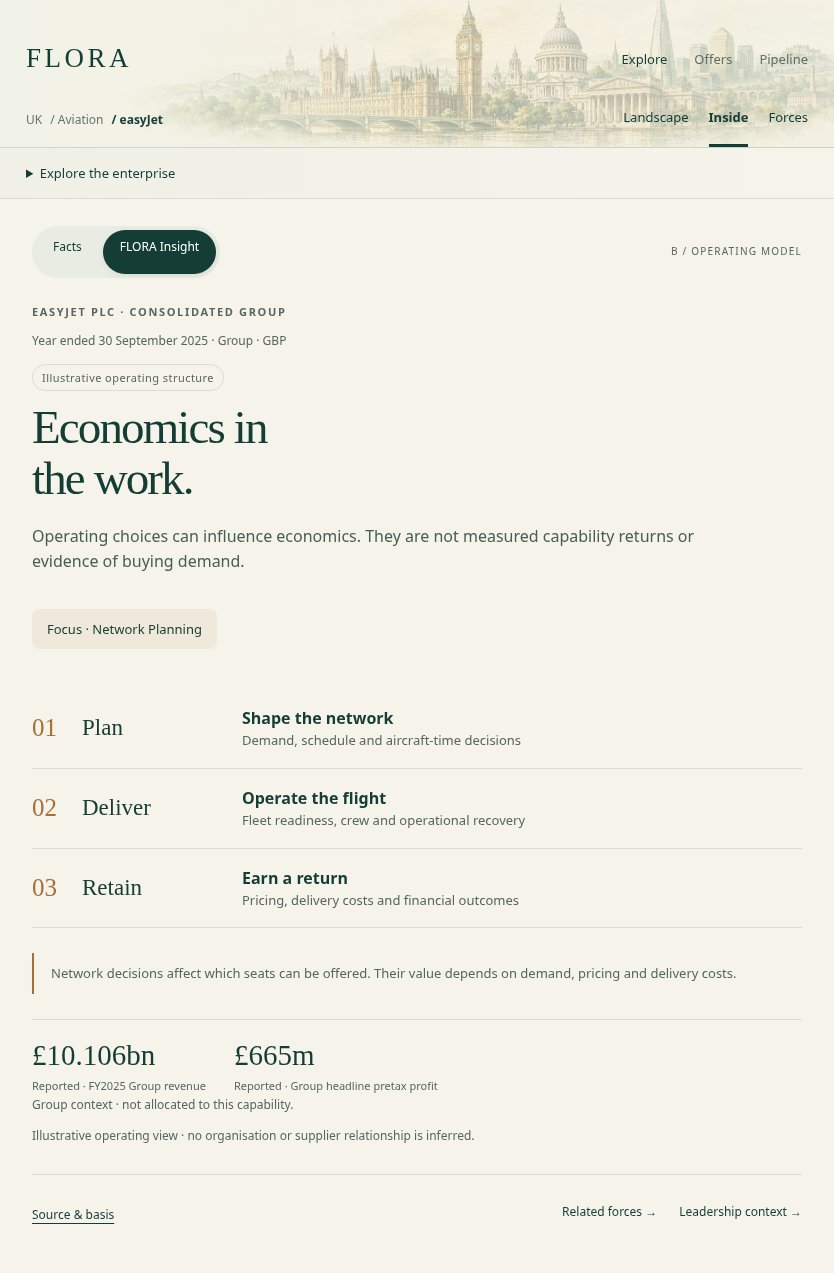 FLORA
Explore Offers Pipeline
UK / Aviation / easyJet
Landscape Inside Forces
▶ Explore the enterprise
Facts FLORA Insight
B / OPERATING MODEL
EASYJET PLC · CONSOLIDATED GROUP
Year ended 30 September 2025 · Group · GBP
Illustrative operating structure
Economics in
the work.
Operating choices can influence economics. They are not measured capability returns or
evidence of buying demand.
Focus · Network Planning
01 Plan
Shape the network
Demand, schedule and aircraft-time decisions
02 Deliver
Operate the flight
Fleet readiness, crew and operational recovery
03 Retain
Earn a return
Pricing, delivery costs and financial outcomes
Network decisions affect which seats can be offered. Their value depends on demand, pricing and delivery costs.
£10.106bn £665m
Reported · FY2025 Group revenue Reported · Group headline pretax profit
Group context · not allocated to this capability.
Illustrative operating view · no organisation or supplier relationship is inferred.
Source & basis
Related forces → Leadership context →